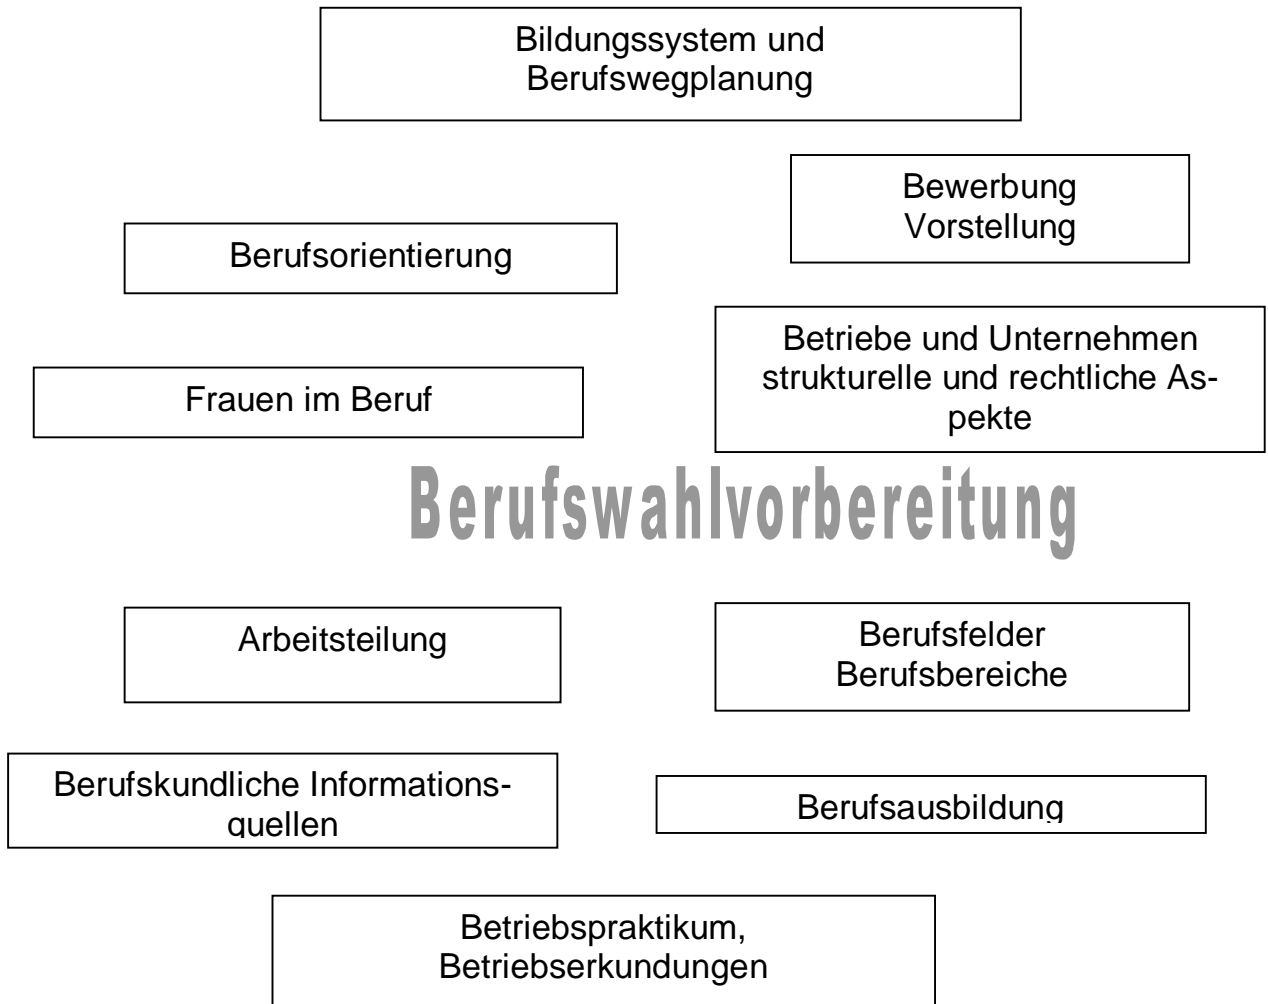 Bildungssystem und
Berufswegplanung
Bewerbung
Vorstellung
Berufsorientierung
Betriebe und Unternehmen
strukturelle und rechtliche As-
pekte
Frauen im Beruf
Berufswahlvorbereitung
Arbeitsteilung
Berufsfelder
Berufsbereiche
Berufskundliche Informations-
quellen
Berufsausbildung
Betriebspraktikum,
Betriebserkundungen